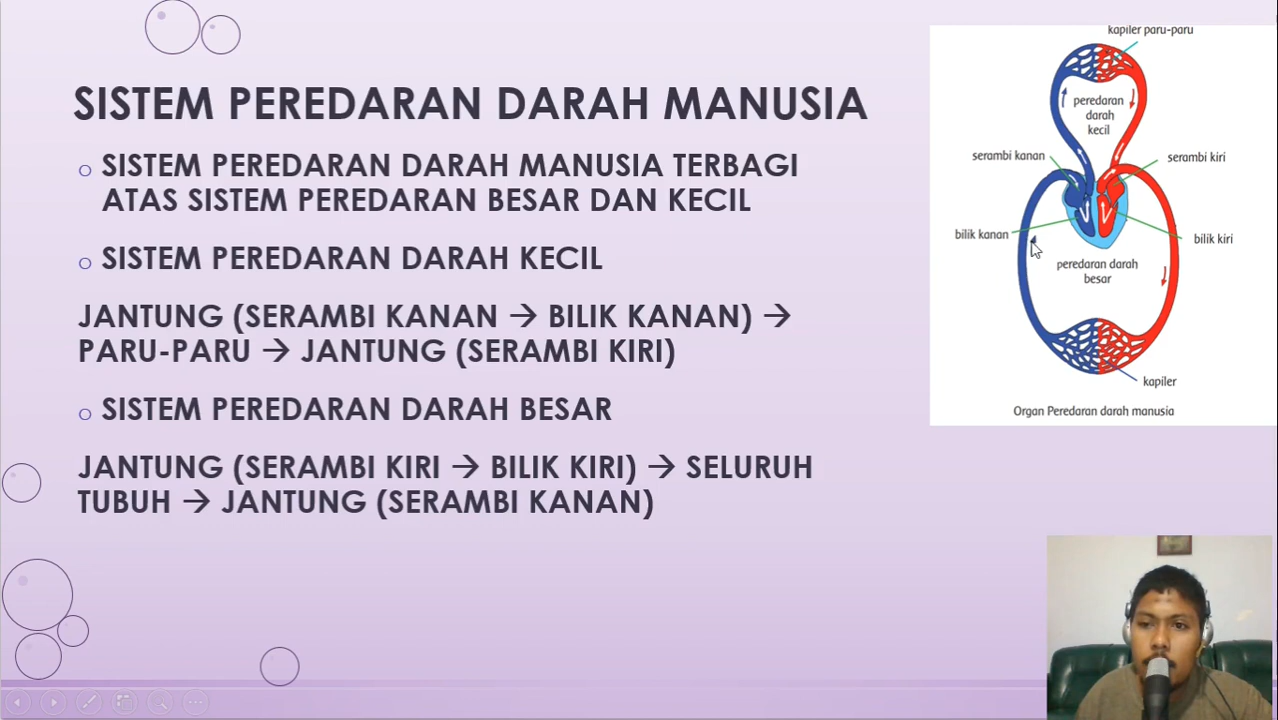 SISTEM PEREDARAN DARAH MANUSIA
SISTEM PEREDARAN DARAH MANUSIA TERBAGI
ATAS SISTEM PEREDARAN BESAR DAN KECIL
SISTEM PEREDARAN DARAH KECIL
JANTUNG (SERAMBI KANAN → BILIK KANAN) →
PARU-PARU → JANTUNG (SERAMBI KIRI)
SISTEM PEREDARAN DARAH BESAR
JANTUNG (SERAMBI KIRI → BILIK KIRI) → SELURUH
TUBUH → JANTUNG (SERAMBI KANAN)
kapiler paru-paru
peredaran
darah
kecil
serambi kanan
serambi kiri
bilik kanan
bilik kiri
peredaran darah
besar
kapiler
Organ Peredaran darah manusia